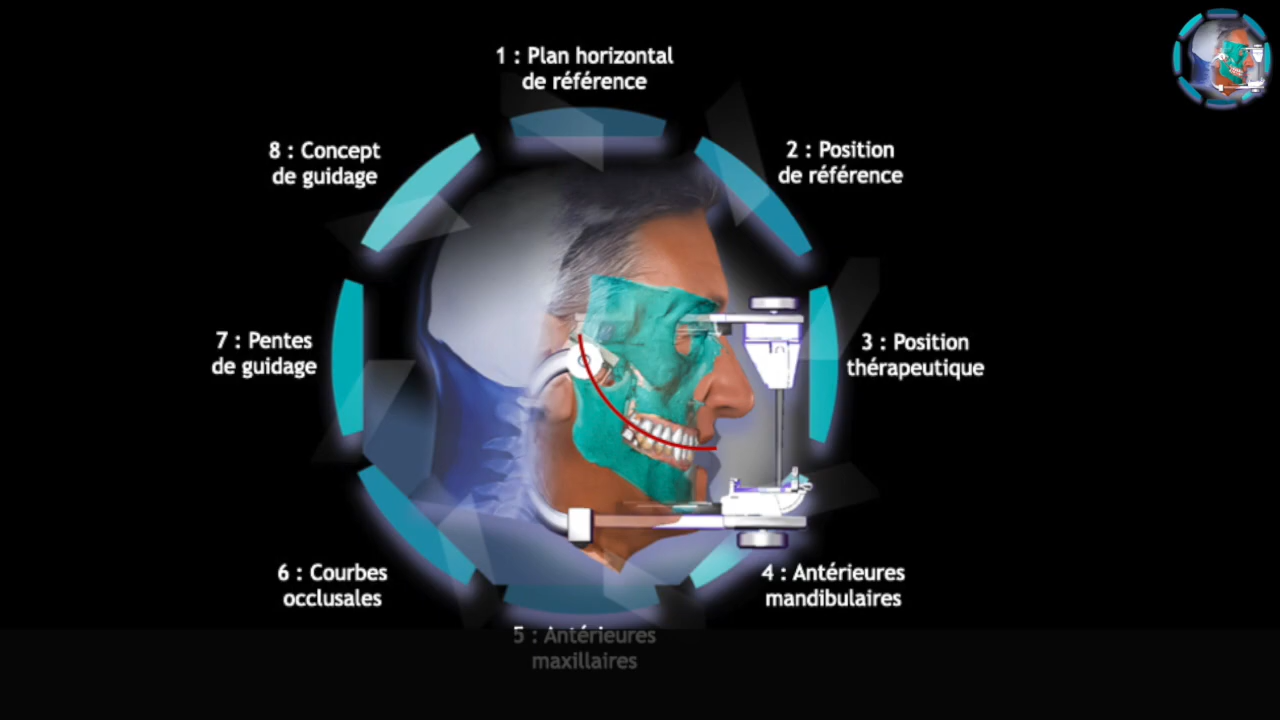 1 : Plan horizontal
de référence
2 : Position
de référence
3 : Position
thérapeutique
4 : Antérieures
mandibulaires
5 : Antérieures
maxillaires
6 : Courbes
occlusales
7 : Pentes
de guidage
8 : Concept
de guidage